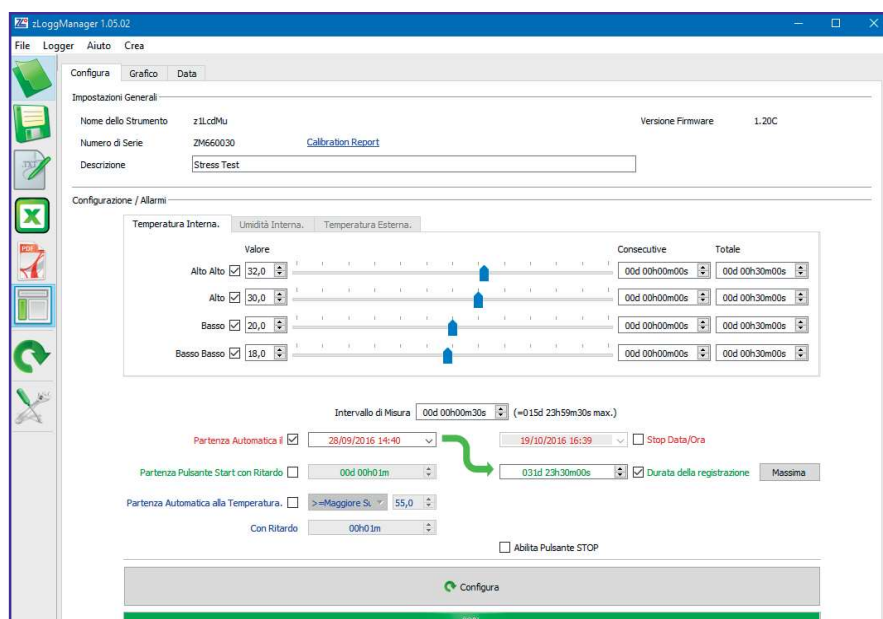 zLoggManager 1.05.02
File Logger Aiuto Crea
Configura Grafico Data
Impostazioni Generali
Nome dello Strumento z1LcdMu Versione Firmware 1.20C
Numero di Serie ZM660030 Calibration Report
Descrizione Stress Test
Configurazione / Allarmi
Temperatura Interna. Umidità Interna. Temperatura Esterna.
Valore Consecutive Totale
Alto Alto 32,0 00d 00h00m00s 00d 00h30m00s
Alto 30,0 00d 00h00m00s 00d 00h30m00s
Basso 20,0 00d 00h00m00s 00d 00h30m00s
Basso Basso 18,0 00d 00h00m00s 00d 00h30m00s
Intervallo di Misura 00d 00h00m30s (=015d 23h59m30s max.)
Partenza Automatica il 28/09/2016 14:40 19/10/2016 16:39 Stop Data/Ora
Partenza Pulsante Start con Ritardo 00d 00h01m 031d 23h30m00s Durata della registrazione Massima
Partenza Automatica alla Temperatura. >=Maggiore Su 55,0
Con Ritardo 00h01m
Abilita Pulsante STOP
Configura